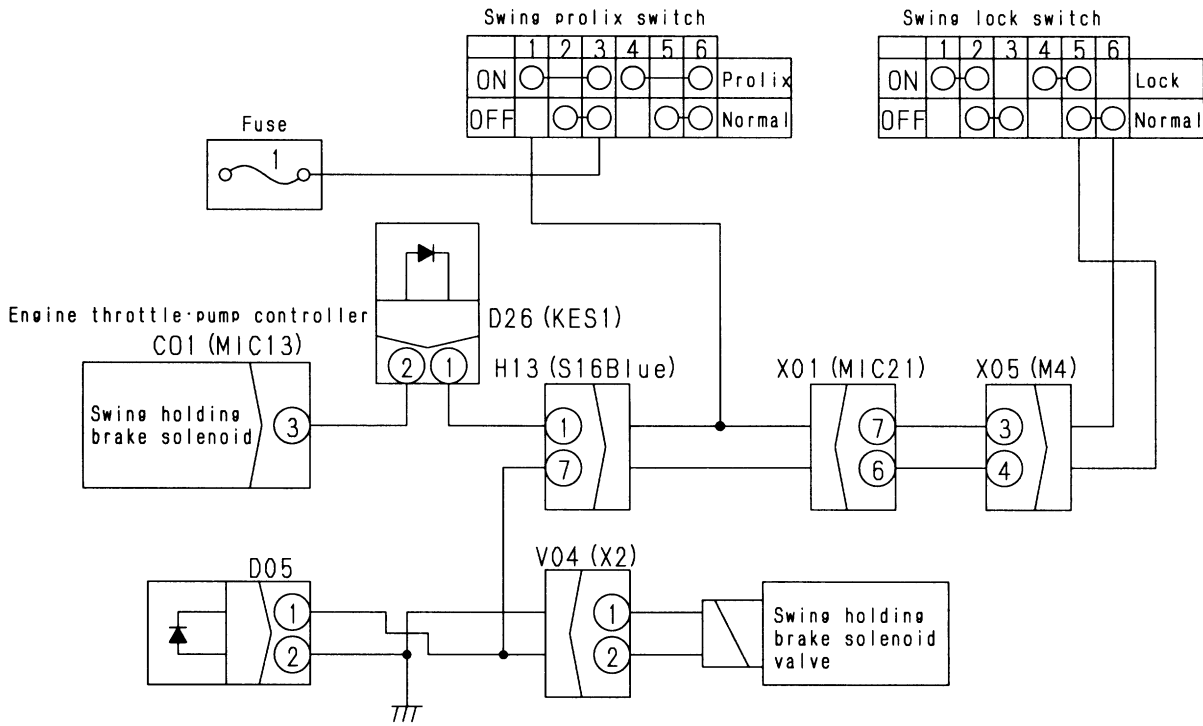 Swing prolix switch
1 2 3 4 5 6
ON Prolix
OFF Normal
Swing lock switch
1 2 3 4 5 6
ON Lock
OFF Normal
Fuse
1
Engine throttle·pump controller
C01 (MIC13)
Swing holding
brake solenoid
3
D26 (KES1)
2 1
H13 (S16Blue)
1
7
X01 (MIC21)
7
6
X05 (M4)
3
4
D05
1
2
V04 (X2)
1
2
Swing holding
brake solenoid
valve